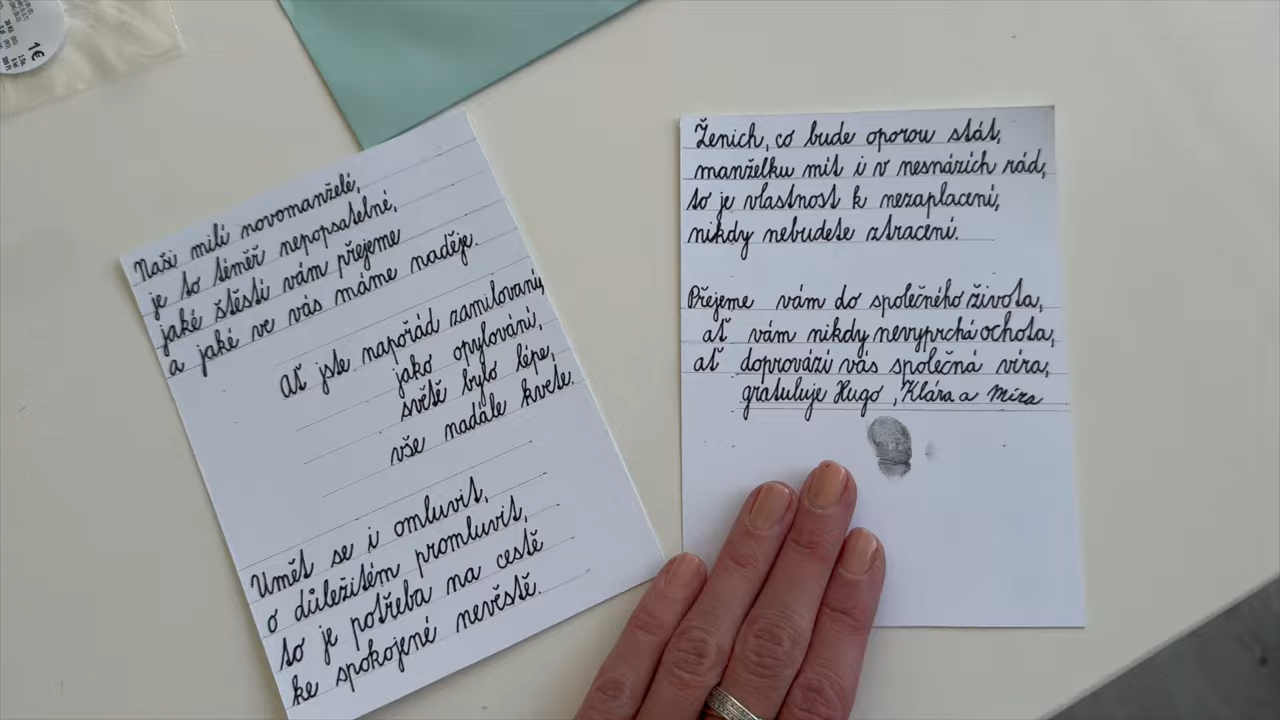 1€
Naši milí novomanželé,
je to téměř nepopsatelné,
jaké štěstí vám přejeme
a jaké ve vás máme naděje.
Ať jste napořád zamilovaní,
jako opylování,
světě bylo lépe,
vše nadále kvete.
Umět se i omluvit,
o důležitém promluvit,
to je potřeba na cestě
ke spokojené nevěstě.
Ženich, co bude oporou stát,
manželku mít i v nesnázích rád,
to je vlastnost k nezaplacení,
nikdy nebudete ztraceni.
Přejeme vám do společného života,
ať vám nikdy nevyprchá ochota,
ať doprovází vás společná víra,
gratuluje Hugo, Klára a Míra